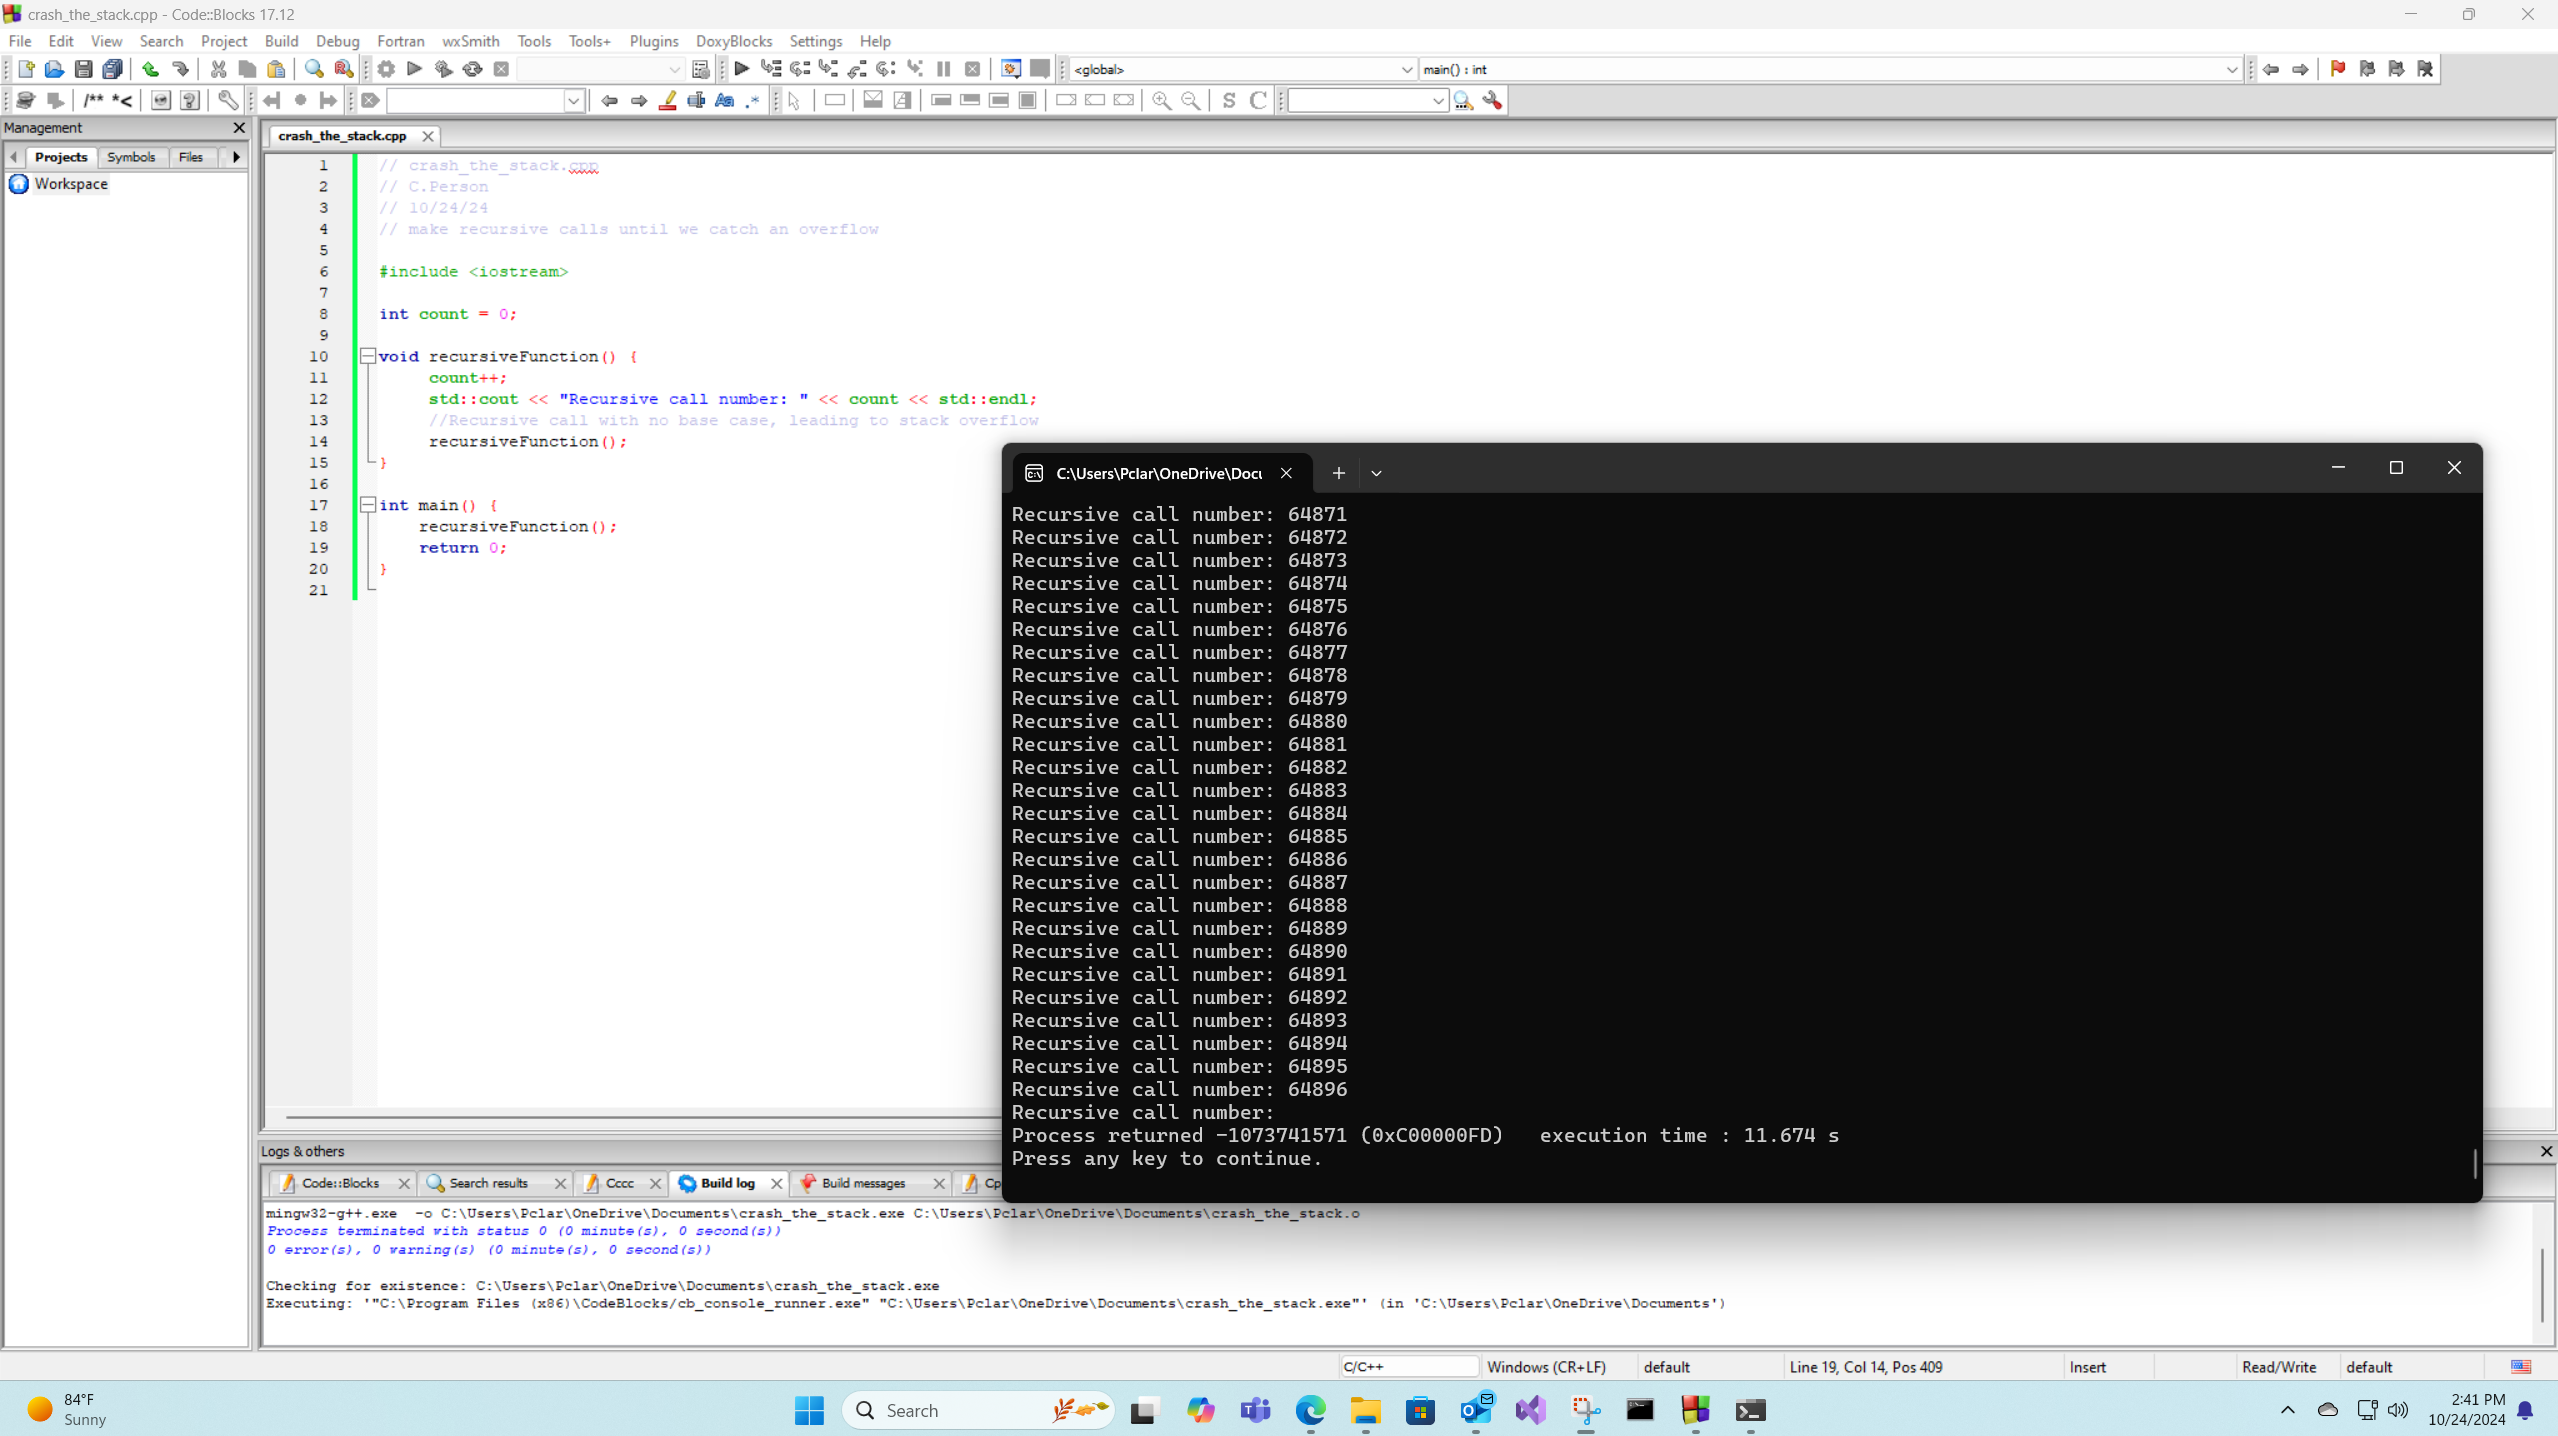 crash_the_stack.cpp - Code::Blocks 17.12
File Edit View Search Project Build Debug Fortran wxSmith Tools Tools+ Plugins DoxyBlocks Settings Help
<global> main() : int
/** *< Aa .* S C
Management
Projects Symbols Files
Workspace
crash_the_stack.cpp
1 // crash_the_stack.cpp
2 // C.Person
3 // 10/24/24
4 // make recursive calls until we catch an overflow
5
6 #include <iostream>
7
8 int count = 0;
9
10 void recursiveFunction() {
11 count++;
12 std::cout << "Recursive call number: " << count << std::endl;
13 //Recursive call with no base case, leading to stack overflow
14 recursiveFunction();
15 }
16
17 int main() {
18 recursiveFunction();
19 return 0;
20 }
21
C:\Users\Pclar\OneDrive\Docu
Recursive call number: 64871
Recursive call number: 64872
Recursive call number: 64873
Recursive call number: 64874
Recursive call number: 64875
Recursive call number: 64876
Recursive call number: 64877
Recursive call number: 64878
Recursive call number: 64879
Recursive call number: 64880
Recursive call number: 64881
Recursive call number: 64882
Recursive call number: 64883
Recursive call number: 64884
Recursive call number: 64885
Recursive call number: 64886
Recursive call number: 64887
Recursive call number: 64888
Recursive call number: 64889
Recursive call number: 64890
Recursive call number: 64891
Recursive call number: 64892
Recursive call number: 64893
Recursive call number: 64894
Recursive call number: 64895
Recursive call number: 64896
Recursive call number:
Process returned -1073741571 (0xC00000FD) execution time : 11.674 s
Press any key to continue.
Logs & others
Code::Blocks Search results Cccc Build log Build messages Cp
mingw32-g++.exe -o C:\Users\Pclar\OneDrive\Documents\crash_the_stack.exe C:\Users\Pclar\OneDrive\Documents\crash_the_stack.o
Process terminated with status 0 (0 minute(s), 0 second(s))
0 error(s), 0 warning(s) (0 minute(s), 0 second(s))
Checking for existence: C:\Users\Pclar\OneDrive\Documents\crash_the_stack.exe
Executing: '"C:\Program Files (x86)\CodeBlocks/cb_console_runner.exe" "C:\Users\Pclar\OneDrive\Documents\crash_the_stack.exe"' (in 'C:\Users\Pclar\OneDrive\Documents')
C/C++ Windows (CR+LF) default Line 19, Col 14, Pos 409 Insert Read/Write default
84°F
Sunny
Search
2:41 PM
10/24/2024